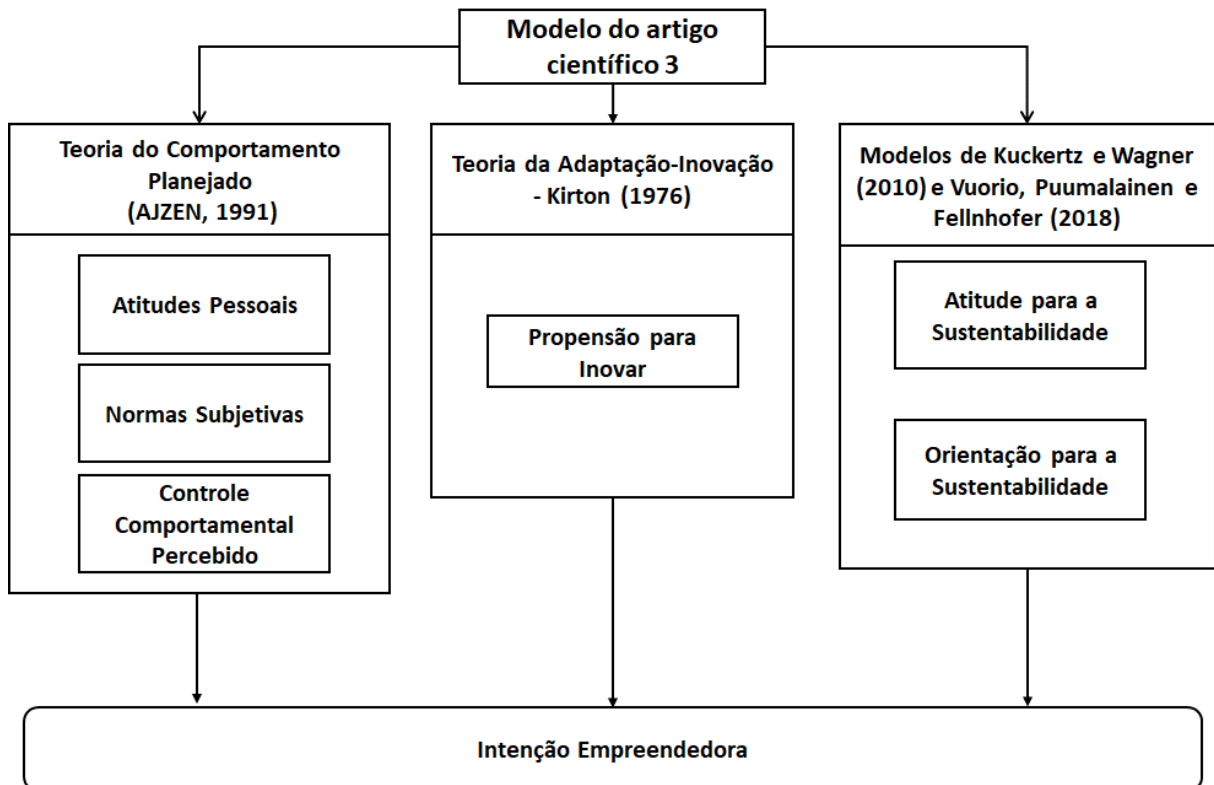 Modelo do artigo
científico 3
Teoria do Comportamento
Planejado
(AJZEN, 1991)
Atitudes Pessoais
Normas Subjetivas
Controle
Comportamental
Percebido
Teoria da Adaptação-Inovação
- Kirton (1976)
Propensão para
Inovar
Modelos de Kuckertz e Wagner
(2010) e Vuorio, Puumalainen e
Fellnhofer (2018)
Atitude para a
Sustentabilidade
Orientação para a
Sustentabilidade
Intenção Empreendedora